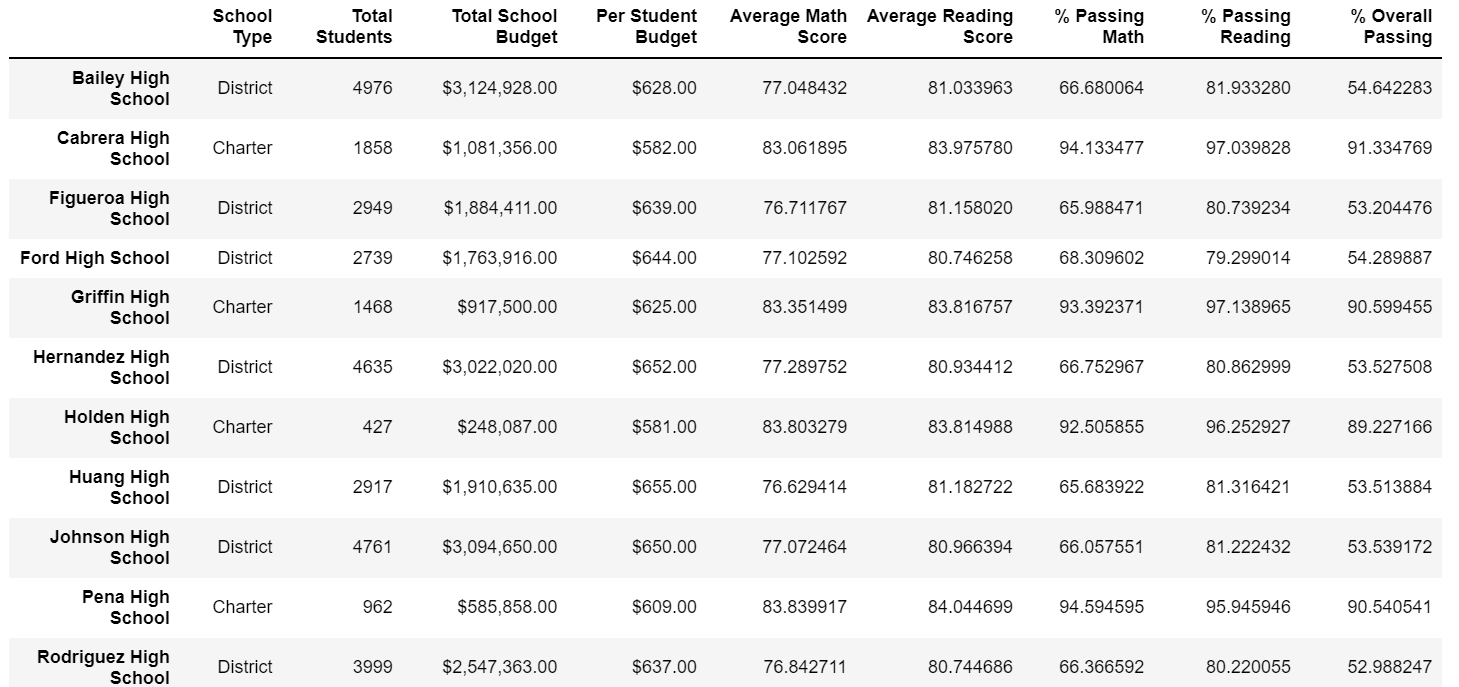 School Type Total Students Total School Budget Per Student Budget Average Math Score Average Reading Score % Passing Math % Passing Reading % Overall Passing
Bailey High School District 4976 $3,124,928.00 $628.00 77.048432 81.033963 66.680064 81.933280 54.642283
Cabrera High School Charter 1858 $1,081,356.00 $582.00 83.061895 83.975780 94.133477 97.039828 91.334769
Figueroa High School District 2949 $1,884,411.00 $639.00 76.711767 81.158020 65.988471 80.739234 53.204476
Ford High School District 2739 $1,763,916.00 $644.00 77.102592 80.746258 68.309602 79.299014 54.289887
Griffin High School Charter 1468 $917,500.00 $625.00 83.351499 83.816757 93.392371 97.138965 90.599455
Hernandez High School District 4635 $3,022,020.00 $652.00 77.289752 80.934412 66.752967 80.862999 53.527508
Holden High School Charter 427 $248,087.00 $581.00 83.803279 83.814988 92.505855 96.252927 89.227166
Huang High School District 2917 $1,910,635.00 $655.00 76.629414 81.182722 65.683922 81.316421 53.513884
Johnson High School District 4761 $3,094,650.00 $650.00 77.072464 80.966394 66.057551 81.222432 53.539172
Pena High School Charter 962 $585,858.00 $609.00 83.839917 84.044699 94.594595 95.945946 90.540541
Rodriguez High School District 3999 $2,547,363.00 $637.00 76.842711 80.744686 66.366592 80.220055 52.988247